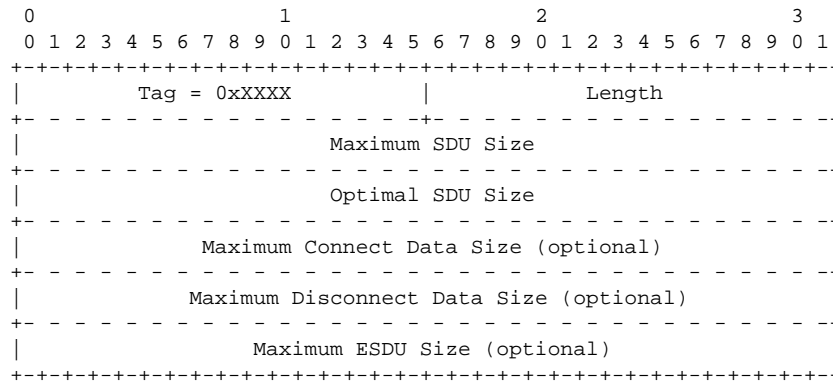 0                   1                   2                   3
 0 1 2 3 4 5 6 7 8 9 0 1 2 3 4 5 6 7 8 9 0 1 2 3 4 5 6 7 8 9 0 1
+-+-+-+-+-+-+-+-+-+-+-+-+-+-+-+-+-+-+-+-+-+-+-+-+-+-+-+-+-+-+-+-
|         Tag = 0xXXXX          |            Length
+- - - - - - - - - - - - - - - -+- - - - - - - - - - - - - - - -
|                        Maximum SDU Size
+- - - - - - - - - - - - - - - - - - - - - - - - - - - - - - - -
|                        Optimal SDU Size
+- - - - - - - - - - - - - - - - - - - - - - - - - - - - - - - -
|              Maximum Connect Data Size (optional)
+- - - - - - - - - - - - - - - - - - - - - - - - - - - - - - - -
|             Maximum Disconnect Data Size (optional)
+- - - - - - - - - - - - - - - - - - - - - - - - - - - - - - - -
|                  Maximum ESDU Size (optional)
+-+-+-+-+-+-+-+-+-+-+-+-+-+-+-+-+-+-+-+-+-+-+-+-+-+-+-+-+-+-+-+-